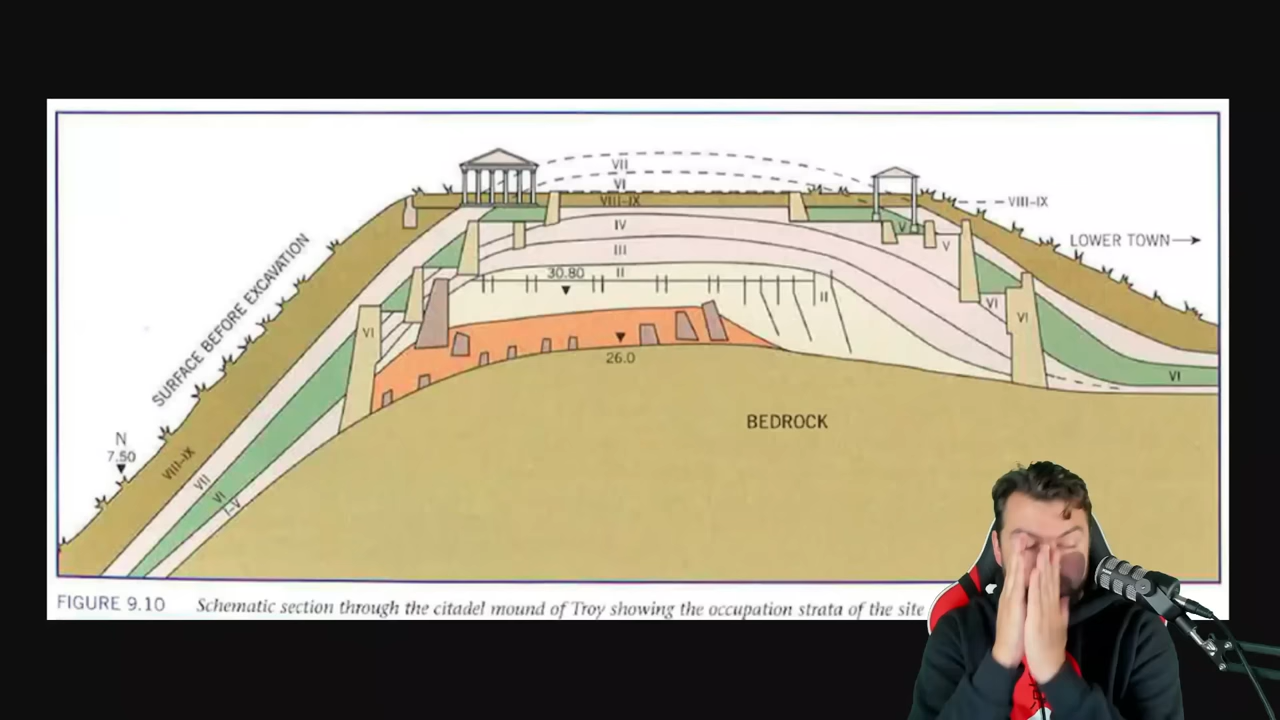 VII
VI
VIII–IX
VIII–IX
IV
V
V
LOWER TOWN
III
SURFACE BEFORE EXCAVATION
30.80
II
II
VI
VI
VI
26.0
VI
BEDROCK
N
7.50
VIII–IX
VII
VI
I–V
FIGURE 9.10 Schematic section through the citadel mound of Troy showing the occupation strata of the site